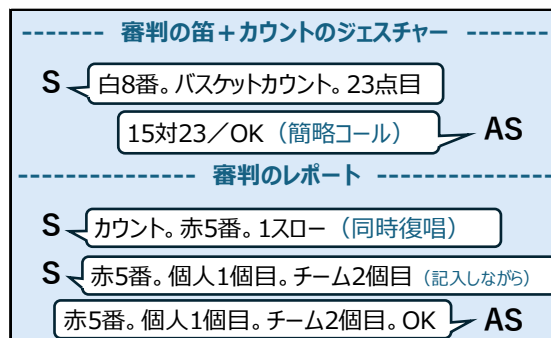 ------- 審判の笛＋カウントのジェスチャー -------
S 白8番。バスケットカウント。23点目
15対23／OK（簡略コール） AS
-------------- 審判のレポート --------------
S カウント。赤5番。1スロー（同時復唱）
S 赤5番。個人1個目。チーム2個目（記入しながら）
赤5番。個人1個目。チーム2個目。OK AS